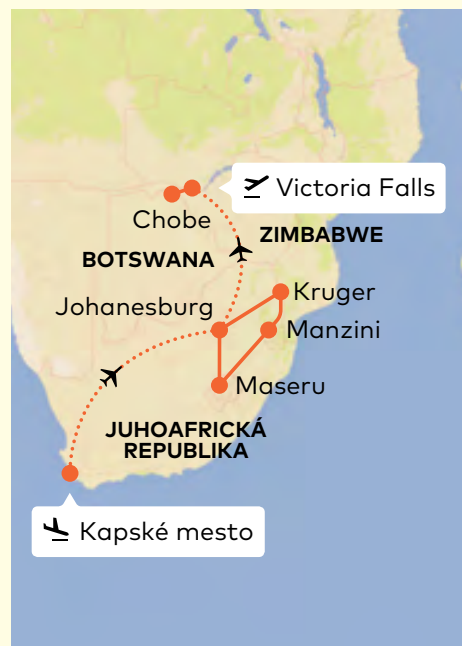 Victoria Falls
Chobe
ZIMBABWE
BOTSWANA
Kruger
Johanesburg
Manzini
Maseru
JUHOAFRICKÁ
REPUBLIKA
Kapské mesto